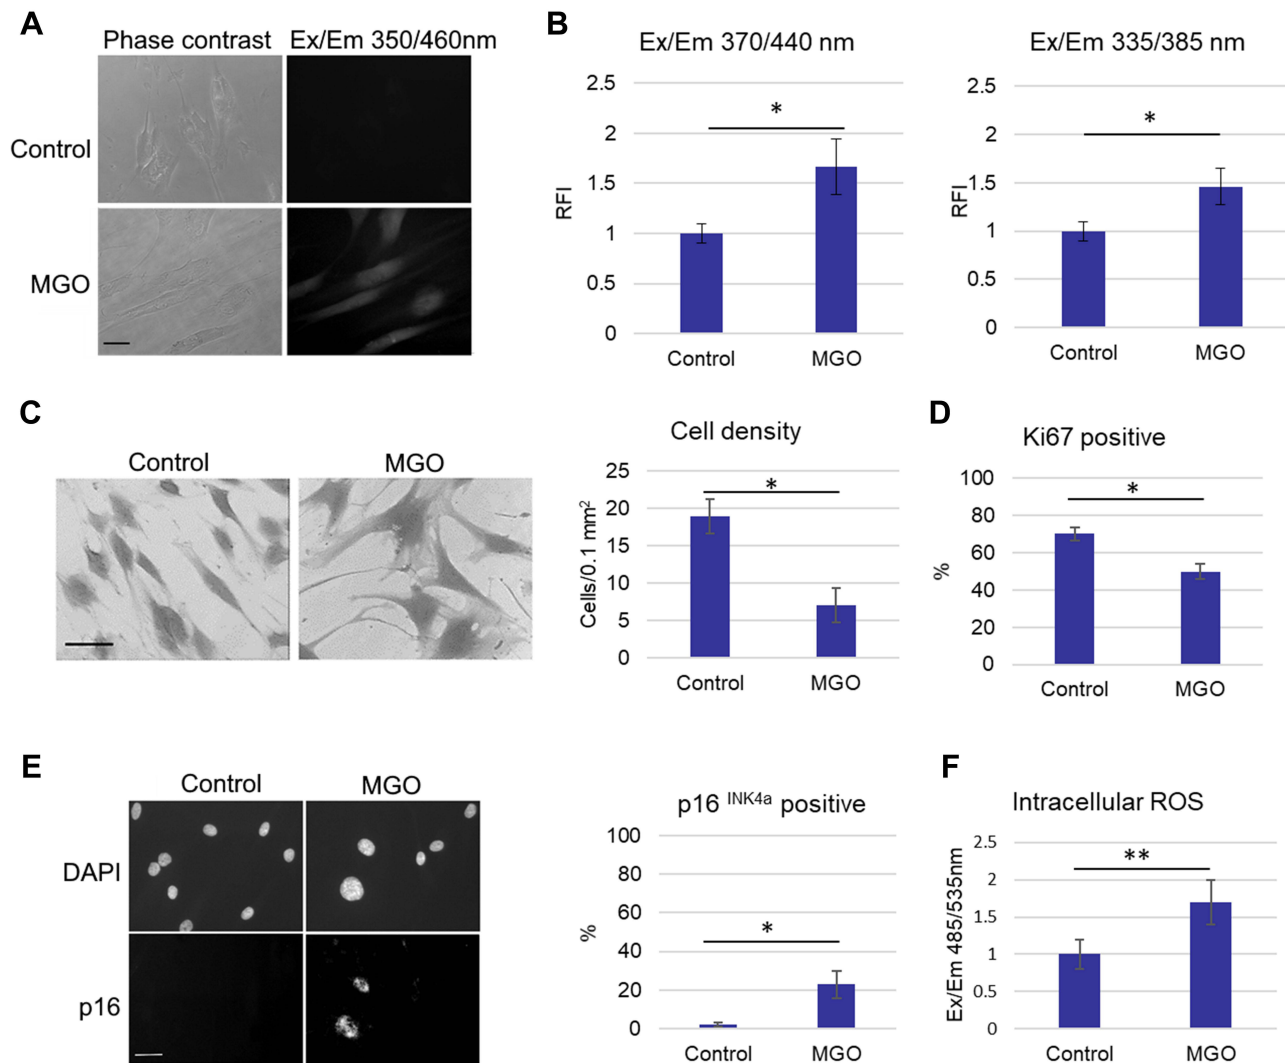 A
Phase contrast Ex/Em 350/460nm
Control
MGO
B
Ex/Em 370/440 nm
2.5
2
1.5
1
0.5
0
RFI
*
Control MGO
Ex/Em 335/385 nm
2.5
2
1.5
1
0.5
0
RFI
*
Control MGO
C
Control MGO
Cell density
25
20
15
10
5
0
Cells/0.1 mm²
*
Control MGO
D
Ki67 positive
100
80
60
40
20
0
%
*
Control MGO
E
Control MGO
DAPI
p16
p16 INK4a positive
100
80
60
40
20
0
%
*
Control MGO
F
Intracellular ROS
2.5
2
1.5
1
0.5
0
Ex/Em 485/535nm
**
Control MGO